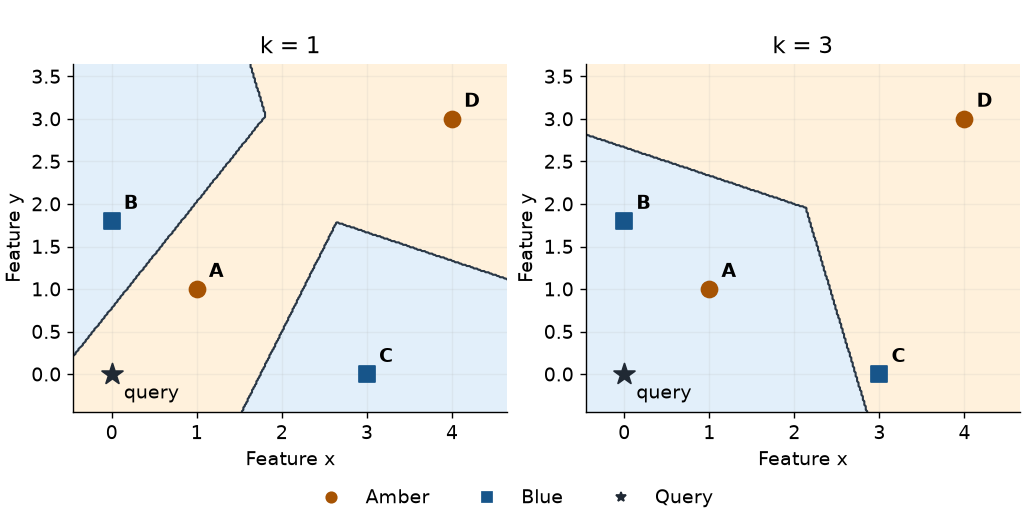 k = 1
3.5
3.0
2.5
2.0
1.5
1.0
0.5
0.0
Feature y
D
B
A
C
query
0 1 2 3 4
Feature x
k = 3
3.5
3.0
2.5
2.0
1.5
1.0
0.5
0.0
Feature y
D
B
A
C
query
0 1 2 3 4
Feature x
Amber Blue Query